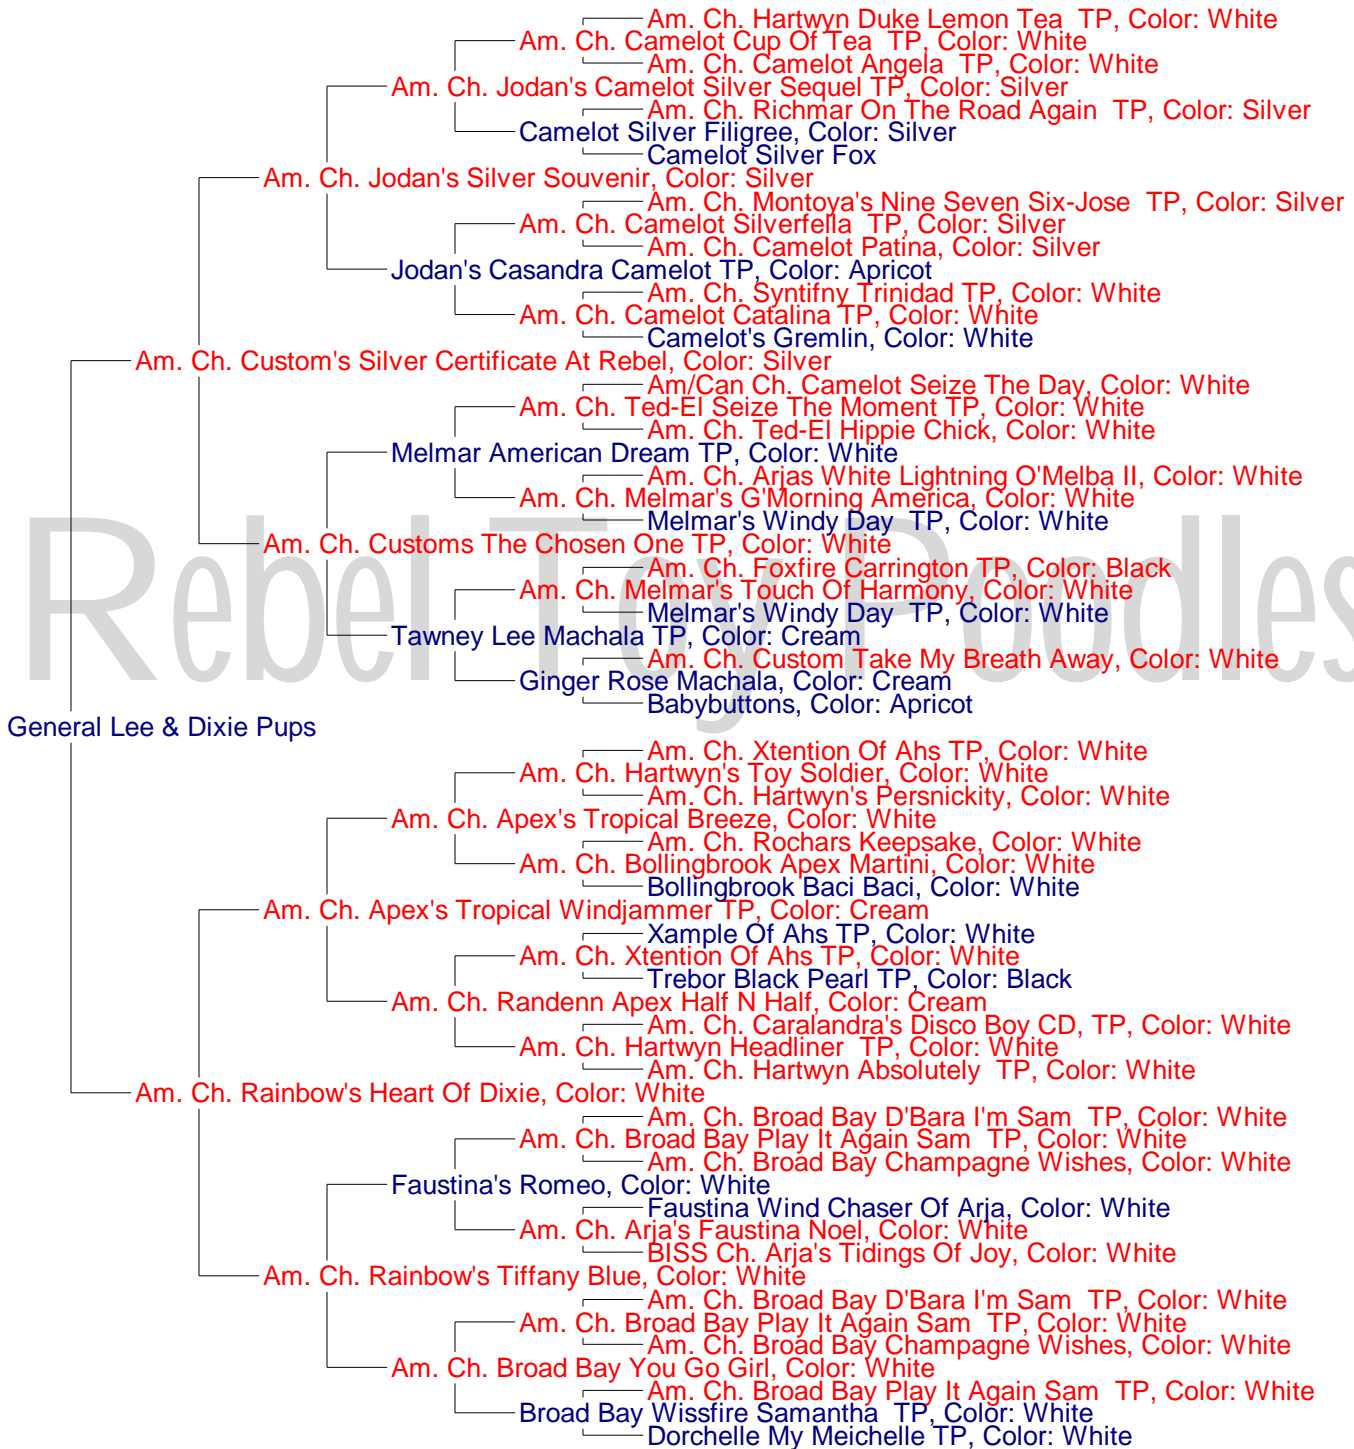 Am. Ch. Hartwyn Duke Lemon Tea  TP, Color: White
Am. Ch. Camelot Cup Of Tea  TP, Color: White
Am. Ch. Camelot Angela  TP, Color: White
Am. Ch. Jodan's Camelot Silver Sequel TP, Color: Silver
Am. Ch. Richmar On The Road Again  TP, Color: Silver
Camelot Silver Filigree, Color: Silver
Camelot Silver Fox
Am. Ch. Jodan's Silver Souvenir, Color: Silver
Am. Ch. Montoya's Nine Seven Six-Jose  TP, Color: Silver
Am. Ch. Camelot Silverfella  TP, Color: Silver
Am. Ch. Camelot Patina, Color: Silver
Jodan's Casandra Camelot TP, Color: Apricot
Am. Ch. Syntifny Trinidad TP, Color: White
Am. Ch. Camelot Catalina TP, Color: White
Camelot's Gremlin, Color: White
Am. Ch. Custom's Silver Certificate At Rebel, Color: Silver
Am/Can Ch. Camelot Seize The Day, Color: White
Am. Ch. Ted-El Seize The Moment TP, Color: White
Am. Ch. Ted-El Hippie Chick, Color: White
Melmar American Dream TP, Color: White
Am. Ch. Arjas White Lightning O'Melba II, Color: White
Am. Ch. Melmar's G'Morning America, Color: White
Melmar's Windy Day  TP, Color: White
Am. Ch. Customs The Chosen One TP, Color: White
Am. Ch. Foxfire Carrington TP, Color: Black
Am. Ch. Melmar's Touch Of Harmony, Color: White
Rebel Toy Poodles
Melmar's Windy Day  TP, Color: White
Tawney Lee Machala TP, Color: Cream
Am. Ch. Custom Take My Breath Away, Color: White
Ginger Rose Machala, Color: Cream
Babybuttons, Color: Apricot
General Lee & Dixie Pups
Am. Ch. Xtention Of Ahs TP, Color: White
Am. Ch. Hartwyn's Toy Soldier, Color: White
Am. Ch. Hartwyn's Persnickity, Color: White
Am. Ch. Apex's Tropical Breeze, Color: White
Am. Ch. Rochars Keepsake, Color: White
Am. Ch. Bollingbrook Apex Martini, Color: White
Bollingbrook Baci Baci, Color: White
Am. Ch. Apex's Tropical Windjammer TP, Color: Cream
Xample Of Ahs TP, Color: White
Am. Ch. Xtention Of Ahs TP, Color: White
Trebor Black Pearl TP, Color: Black
Am. Ch. Randenn Apex Half N Half, Color: Cream
Am. Ch. Caralandra's Disco Boy CD, TP, Color: White
Am. Ch. Hartwyn Headliner  TP, Color: White
Am. Ch. Hartwyn Absolutely  TP, Color: White
Am. Ch. Rainbow's Heart Of Dixie, Color: White
Am. Ch. Broad Bay D'Bara I'm Sam  TP, Color: White
Am. Ch. Broad Bay Play It Again Sam  TP, Color: White
Am. Ch. Broad Bay Champagne Wishes, Color: White
Faustina's Romeo, Color: White
Faustina Wind Chaser Of Arja, Color: White
Am. Ch. Arja's Faustina Noel, Color: White
BISS Ch. Arja's Tidings Of Joy, Color: White
Am. Ch. Rainbow's Tiffany Blue, Color: White
Am. Ch. Broad Bay D'Bara I'm Sam  TP, Color: White
Am. Ch. Broad Bay Play It Again Sam  TP, Color: White
Am. Ch. Broad Bay Champagne Wishes, Color: White
Am. Ch. Broad Bay You Go Girl, Color: White
Am. Ch. Broad Bay Play It Again Sam  TP, Color: White
Broad Bay Wissfire Samantha  TP, Color: White
Dorchelle My Meichelle TP, Color: White